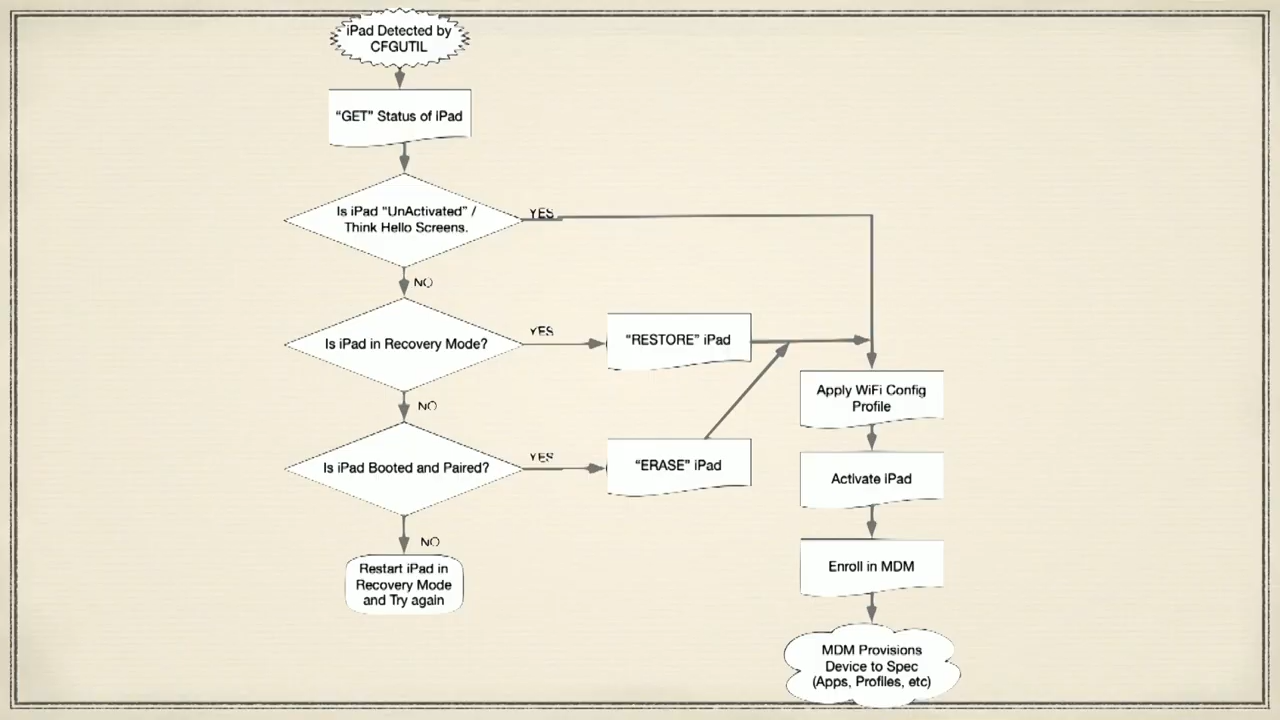 iPad Detected by
CFGUTIL
“GET” Status of iPad
Is iPad “UnActivated” /
Think Hello Screens.
YES
NO
Is iPad in Recovery Mode?
YES
“RESTORE” iPad
Apply WiFi Config
Profile
NO
Is iPad Booted and Paired?
YES
“ERASE” iPad
Activate iPad
NO
Restart iPad in
Recovery Mode
and Try again
Enroll in MDM
MDM Provisions
Device to Spec
(Apps, Profiles, etc)